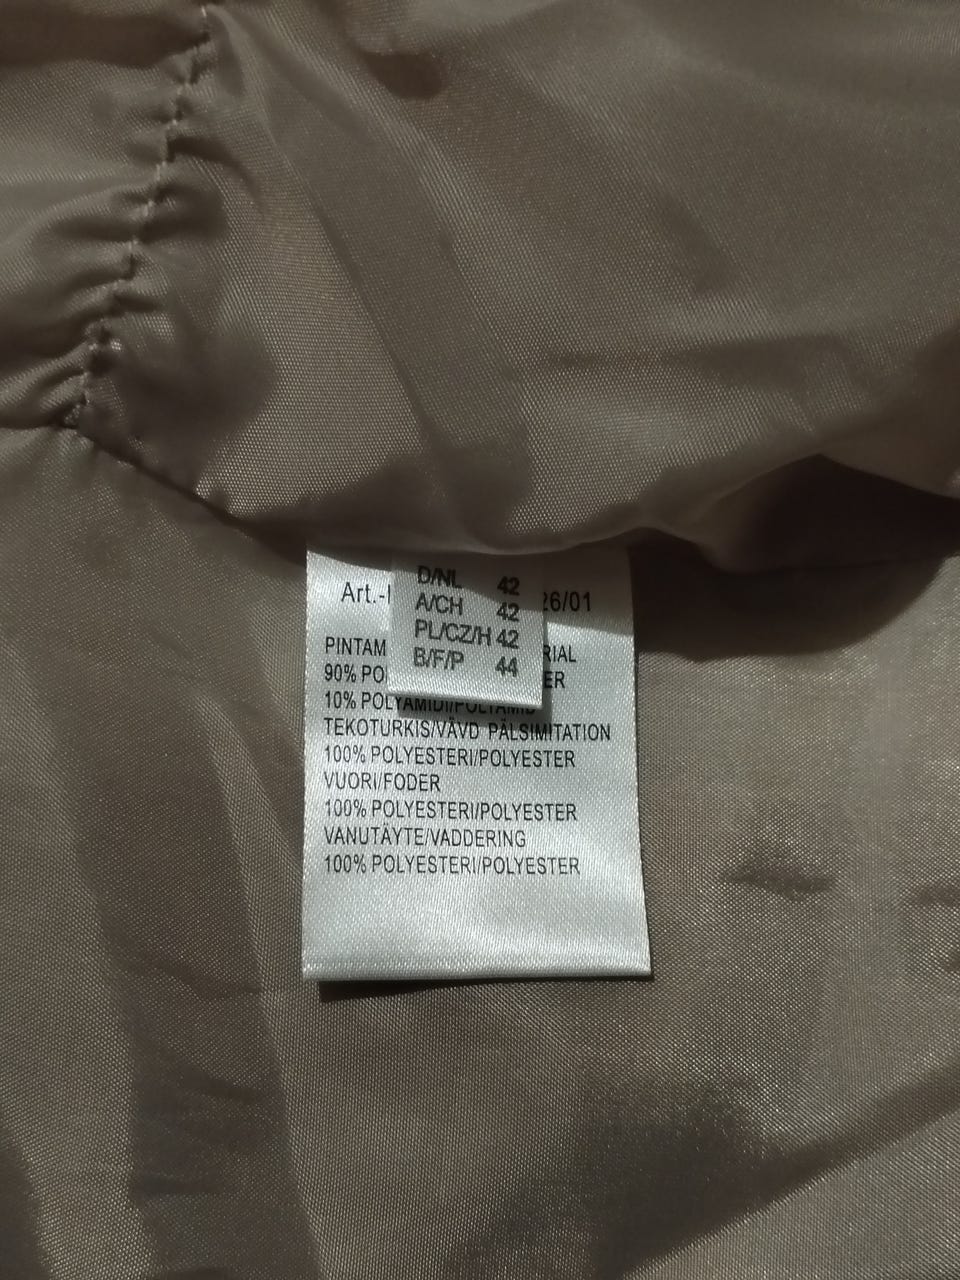 D/NL 42
A/CH 42
PL/CZ/H 42
B/F/P 44
Art.- 26/01
PINTAM RIAL
90% PO ER
10% POLYAMIDI/POLYAMID
TEKOTURKIS/VÄVD PÄLSIMITATION
100% POLYESTERI/POLYESTER
VUORI/FODER
100% POLYESTERI/POLYESTER
VANUTÄYTE/VADDERING
100% POLYESTERI/POLYESTER